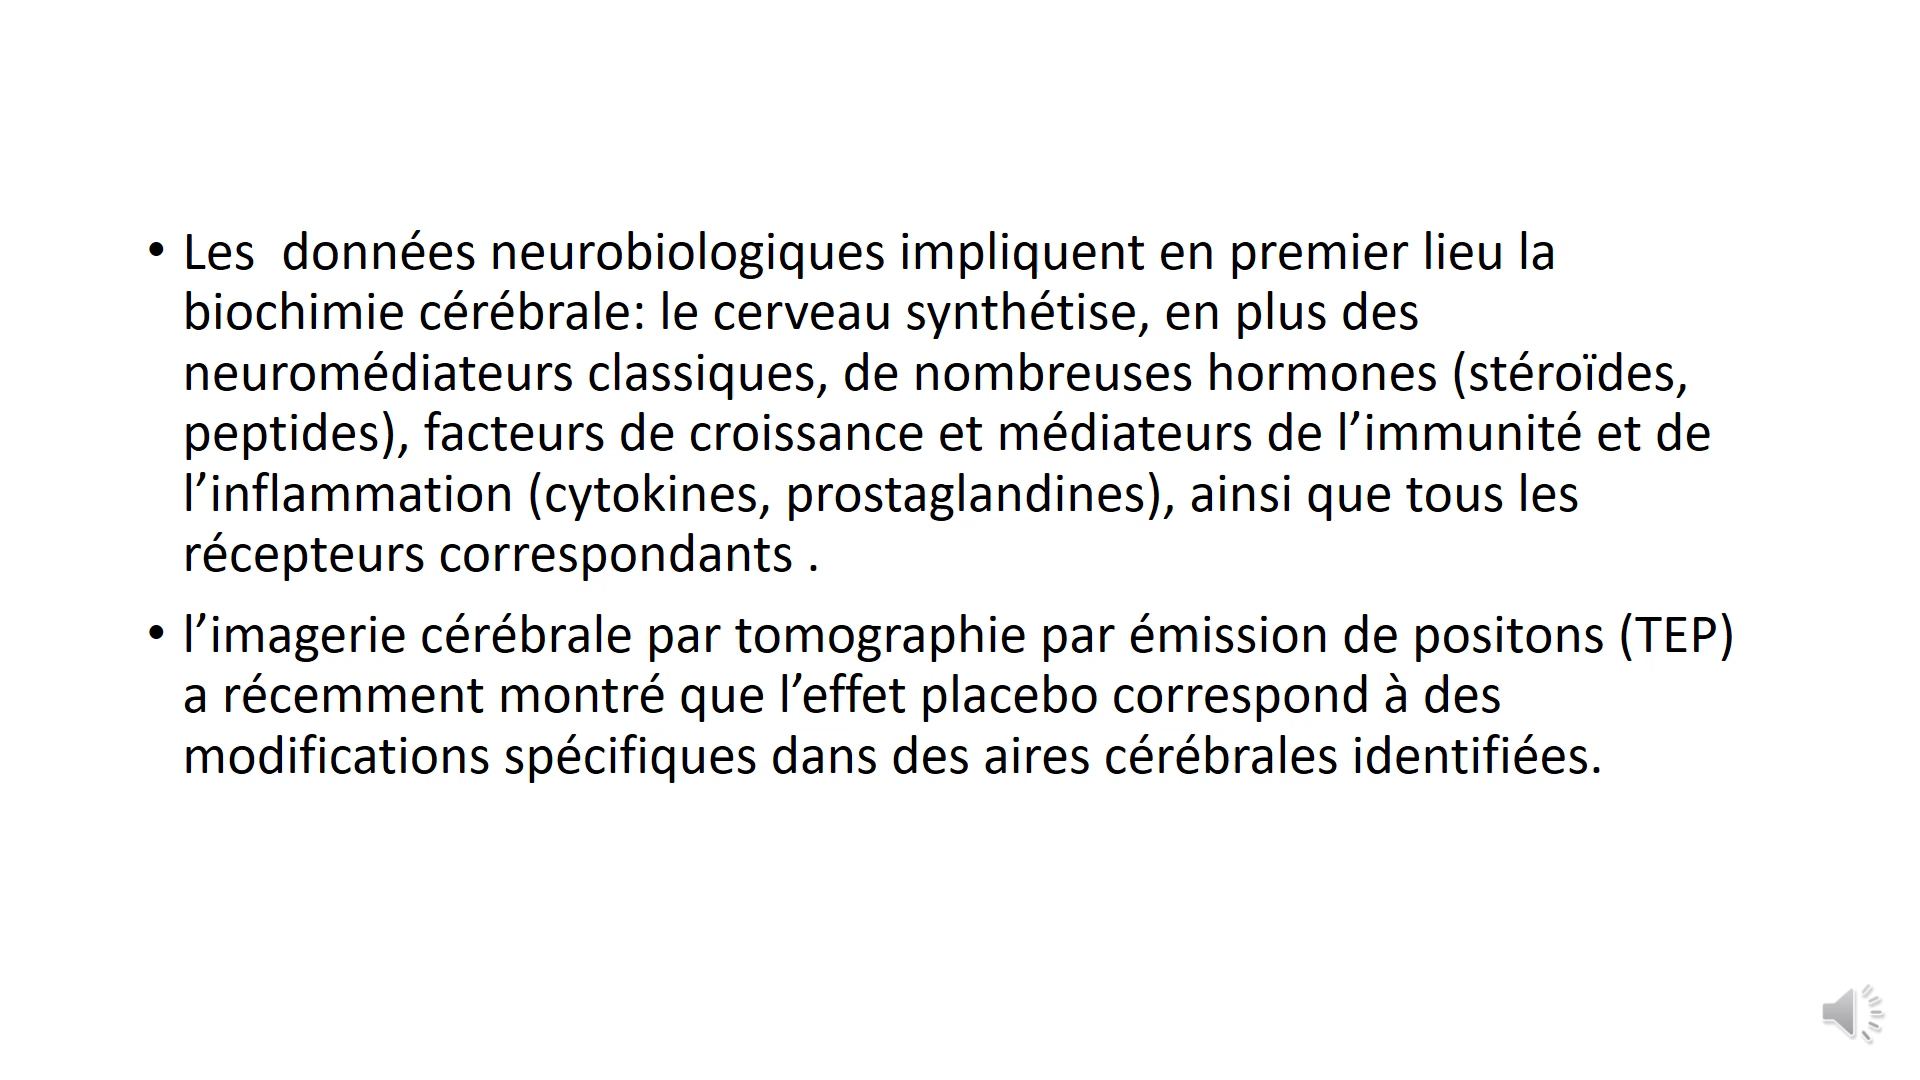 • Les  données neurobiologiques impliquent en premier lieu la
biochimie cérébrale: le cerveau synthétise, en plus des
neuromédiateurs classiques, de nombreuses hormones (stéroïdes,
peptides), facteurs de croissance et médiateurs de l’immunité et de
l’inflammation (cytokines, prostaglandines), ainsi que tous les
récepteurs correspondants .
• l’imagerie cérébrale par tomographie par émission de positons (TEP)
a récemment montré que l’effet placebo correspond à des
modifications spécifiques dans des aires cérébrales identifiées.